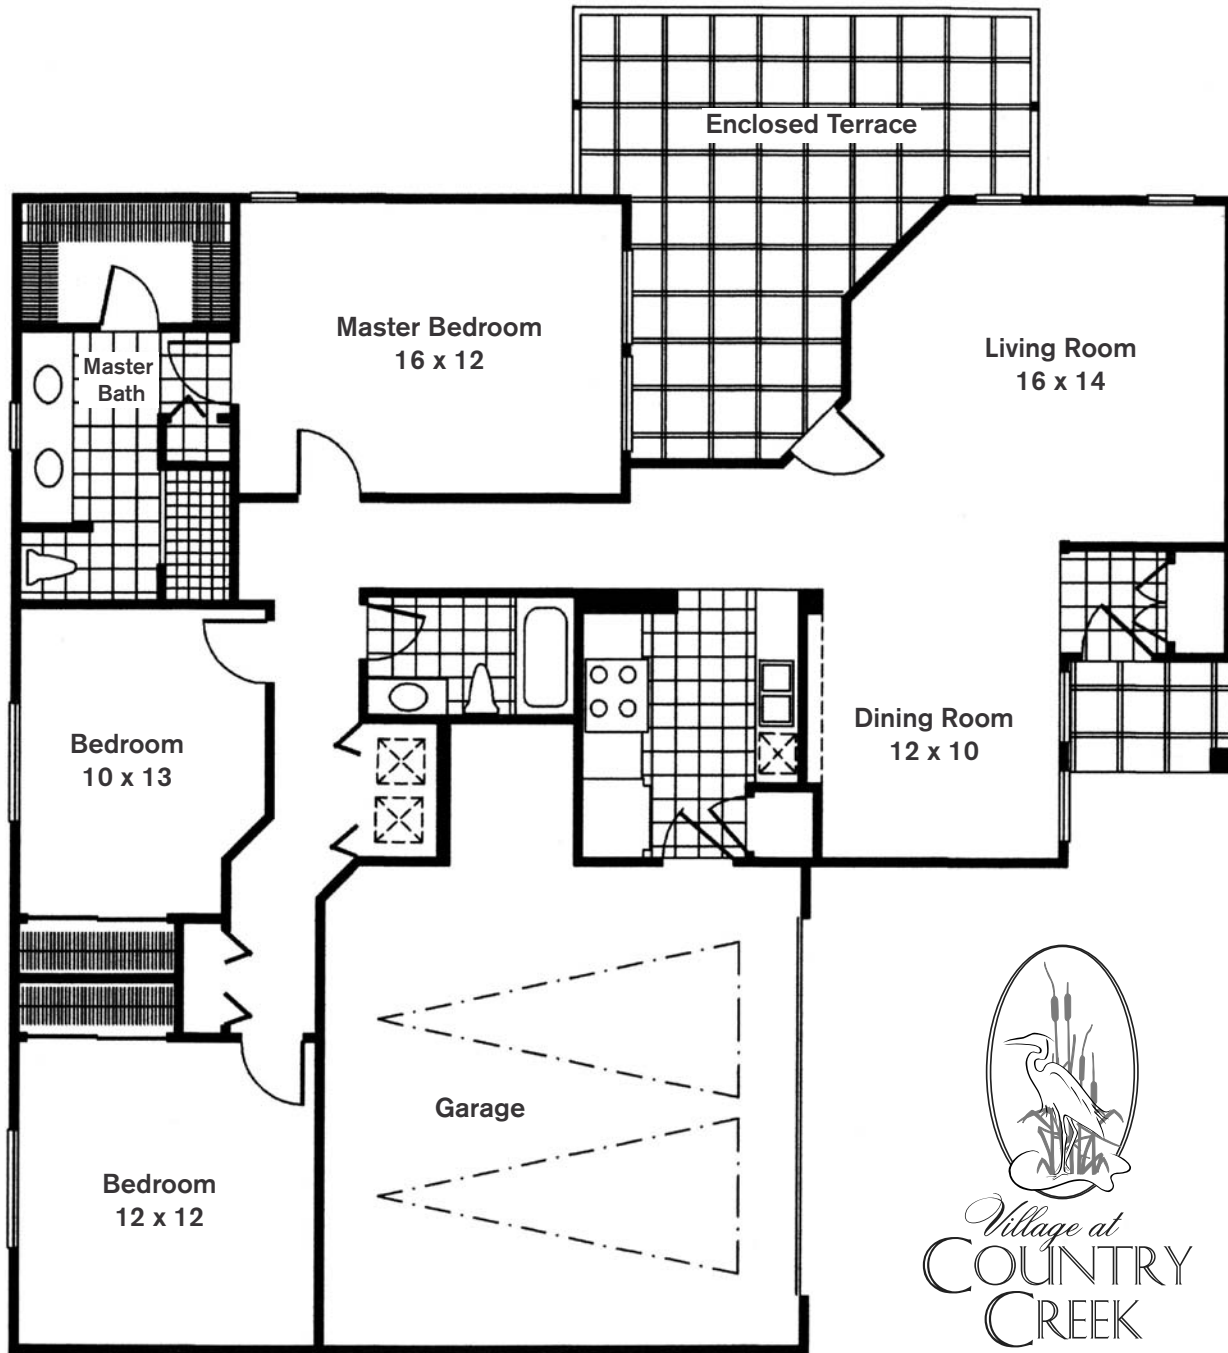 Enclosed Terrace
Master Bedroom
16 x 12
Living Room
16 x 14
Master
Bath
Dining Room
12 x 10
Bedroom
10 x 13
Garage
Bedroom
12 x 12
Village at
COUNTRY
CREEK